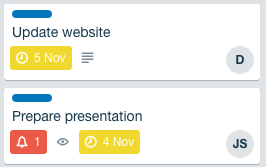 Update website
5 Nov
D
Prepare presentation
1 4 Nov
JS